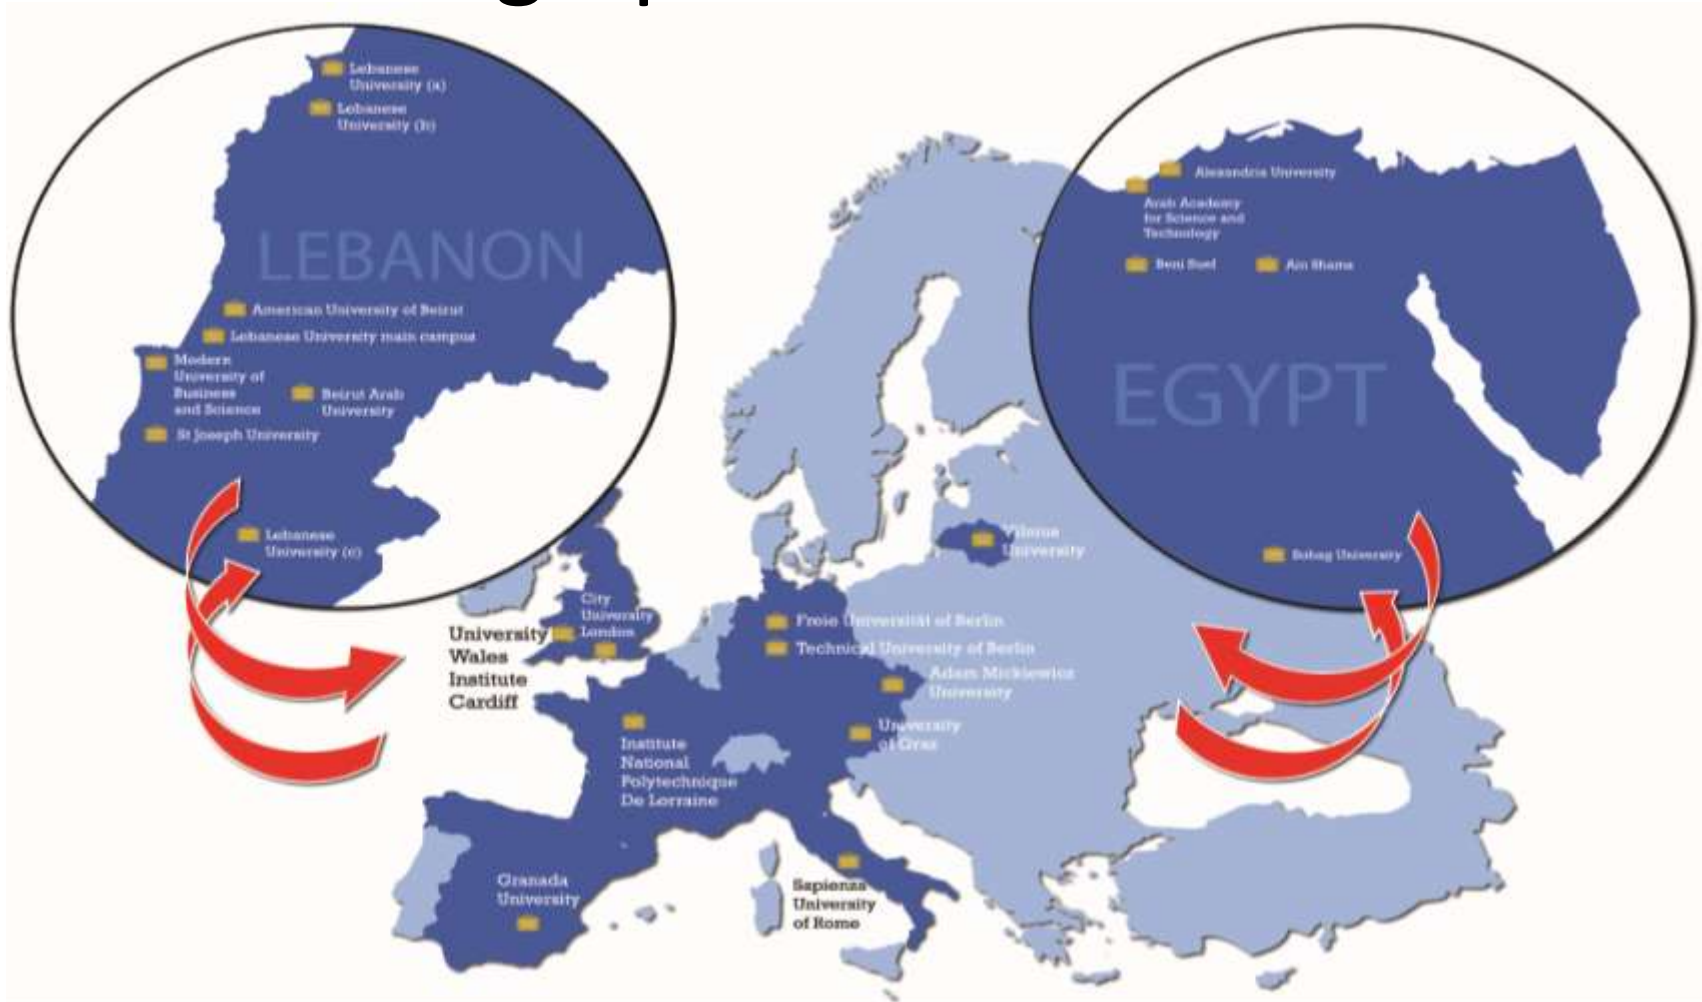 Lebanese
University (a)
Lebanese
University (b)
LEBANON
American University of Beirut
Lebanese University main campus
Modern
University of
Business
and Science
Beirut Arab
University
St Joseph University
Lebanese
University (c)
Alexandria University
Arab Academy
for Science and
Technology
Beni Suef
Ain Shams
EGYPT
Sohag University
Vilnus
University
City
University
London
University
Wales
Institute
Cardiff
Freie Universität of Berlin
Technical University of Berlin
Adam Mickiewicz
University
University
of Graz
Institute
National
Polytechnique
De Lorraine
Granada
University
Sapienza
University
of Rome